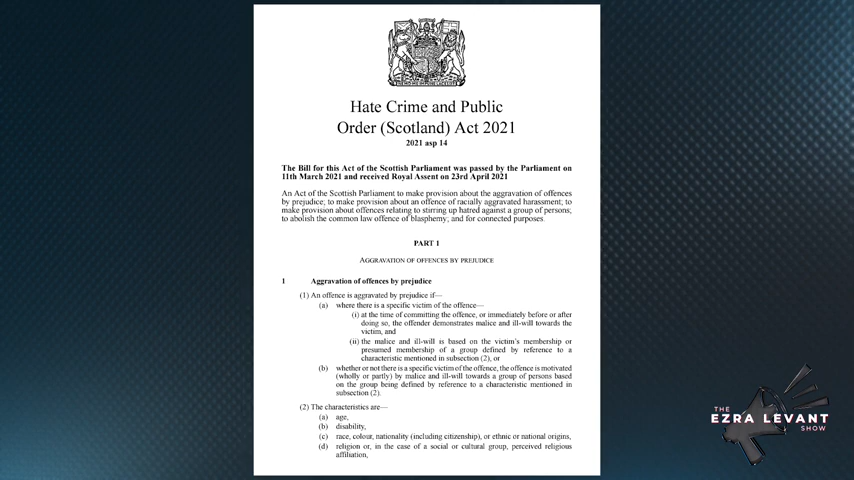 Hate Crime and Public
Order (Scotland) Act 2021
2021 asp 14
The Bill for this Act of the Scottish Parliament was passed by the Parliament on
11th March 2021 and received Royal Assent on 23rd April 2021
An Act of the Scottish Parliament to make provision about the aggravation of offences
by prejudice; to make provision about an offence of racially aggravated harassment; to
make provision about offences relating to stirring up hatred against a group of persons;
to abolish the common law offence of blasphemy; and for connected purposes.
PART 1
AGGRAVATION OF OFFENCES BY PREJUDICE
1 Aggravation of offences by prejudice
(1) An offence is aggravated by prejudice if—
(a) where there is a specific victim of the offence—
(i) at the time of committing the offence, or immediately before or after
doing so, the offender demonstrates malice and ill-will towards the
victim, and
(ii) the malice and ill-will is based on the victim's membership or
presumed membership of a group defined by reference to a
characteristic mentioned in subsection (2), or
(b) whether or not there is a specific victim of the offence, the offence is motivated
(wholly or partly) by malice and ill-will towards a group of persons based
on the group being defined by reference to a characteristic mentioned in
subsection (2).
(2) The characteristics are—
(a) age,
(b) disability,
(c) race, colour, nationality (including citizenship), or ethnic or national origins,
(d) religion or, in the case of a social or cultural group, perceived religious
affiliation,
THE
EZRA LEVANT
SHOW